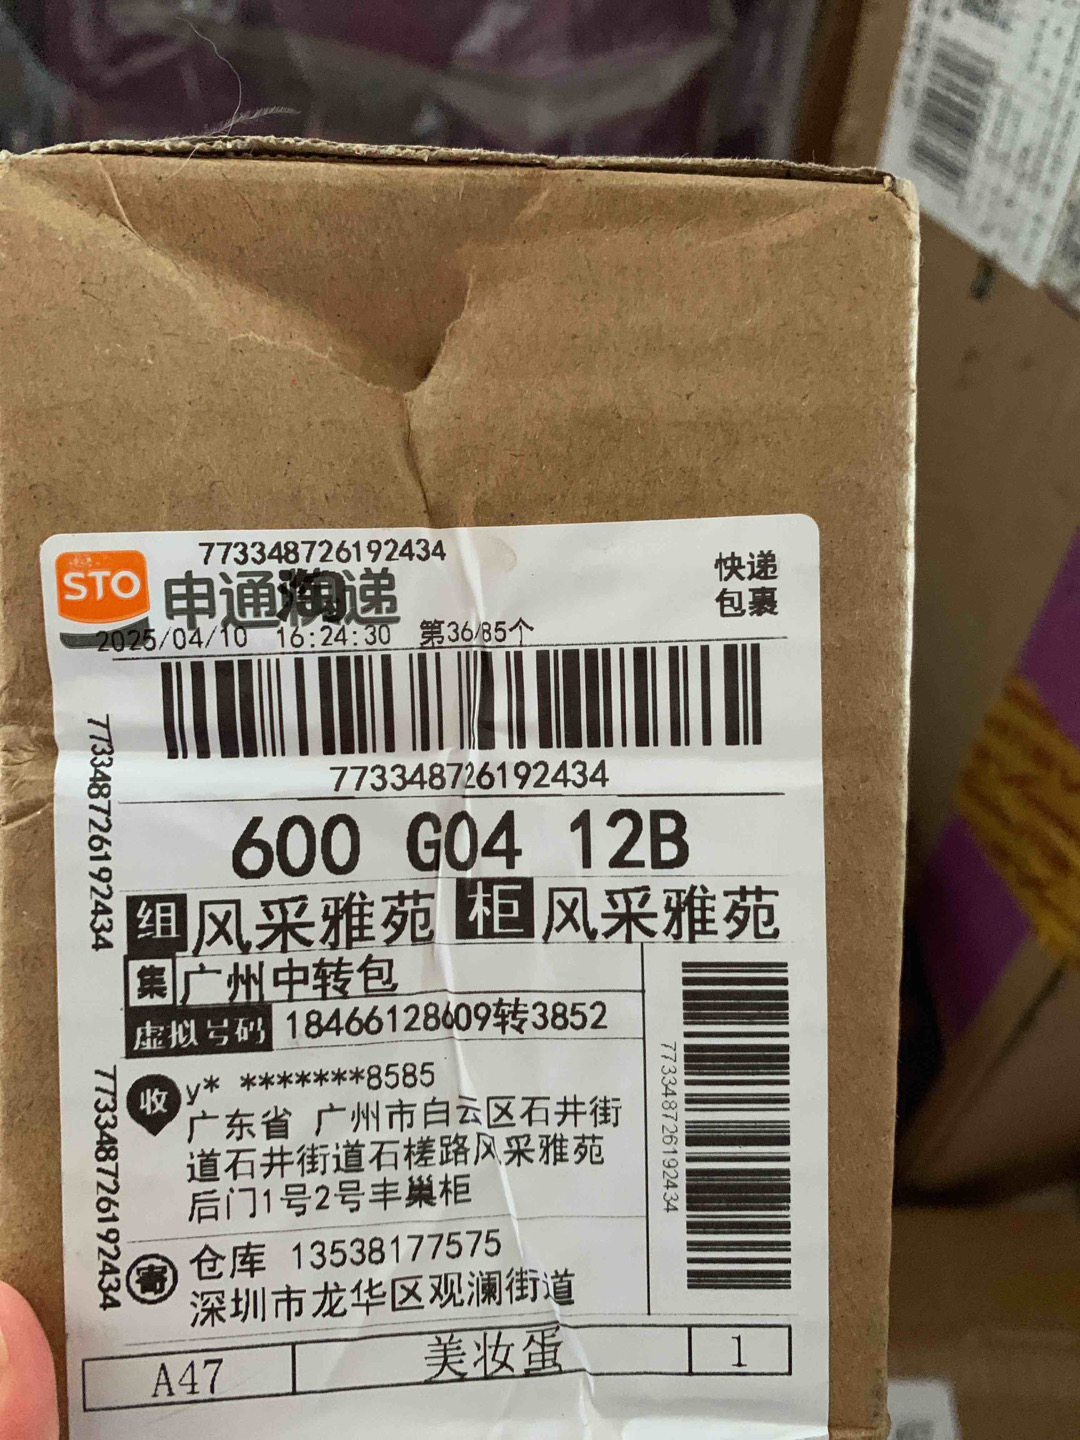 773348726192434
STO
申通快递
快递
包裹
2025/04/10 16:24:30 第36/85个
773348726192434
773348726192434
600 G04 12B
组 风采雅苑 柜 风采雅苑
集 广州中转包
虚拟号码 18466128609转3852
收 y* *******8585
广东省 广州市白云区石井街
道石井街道石槎路风采雅苑
后门1号2号丰巢柜
773348726192434
773348726192434
寄 仓库 13538177575
深圳市龙华区观澜街道
A47 美妆蛋 1